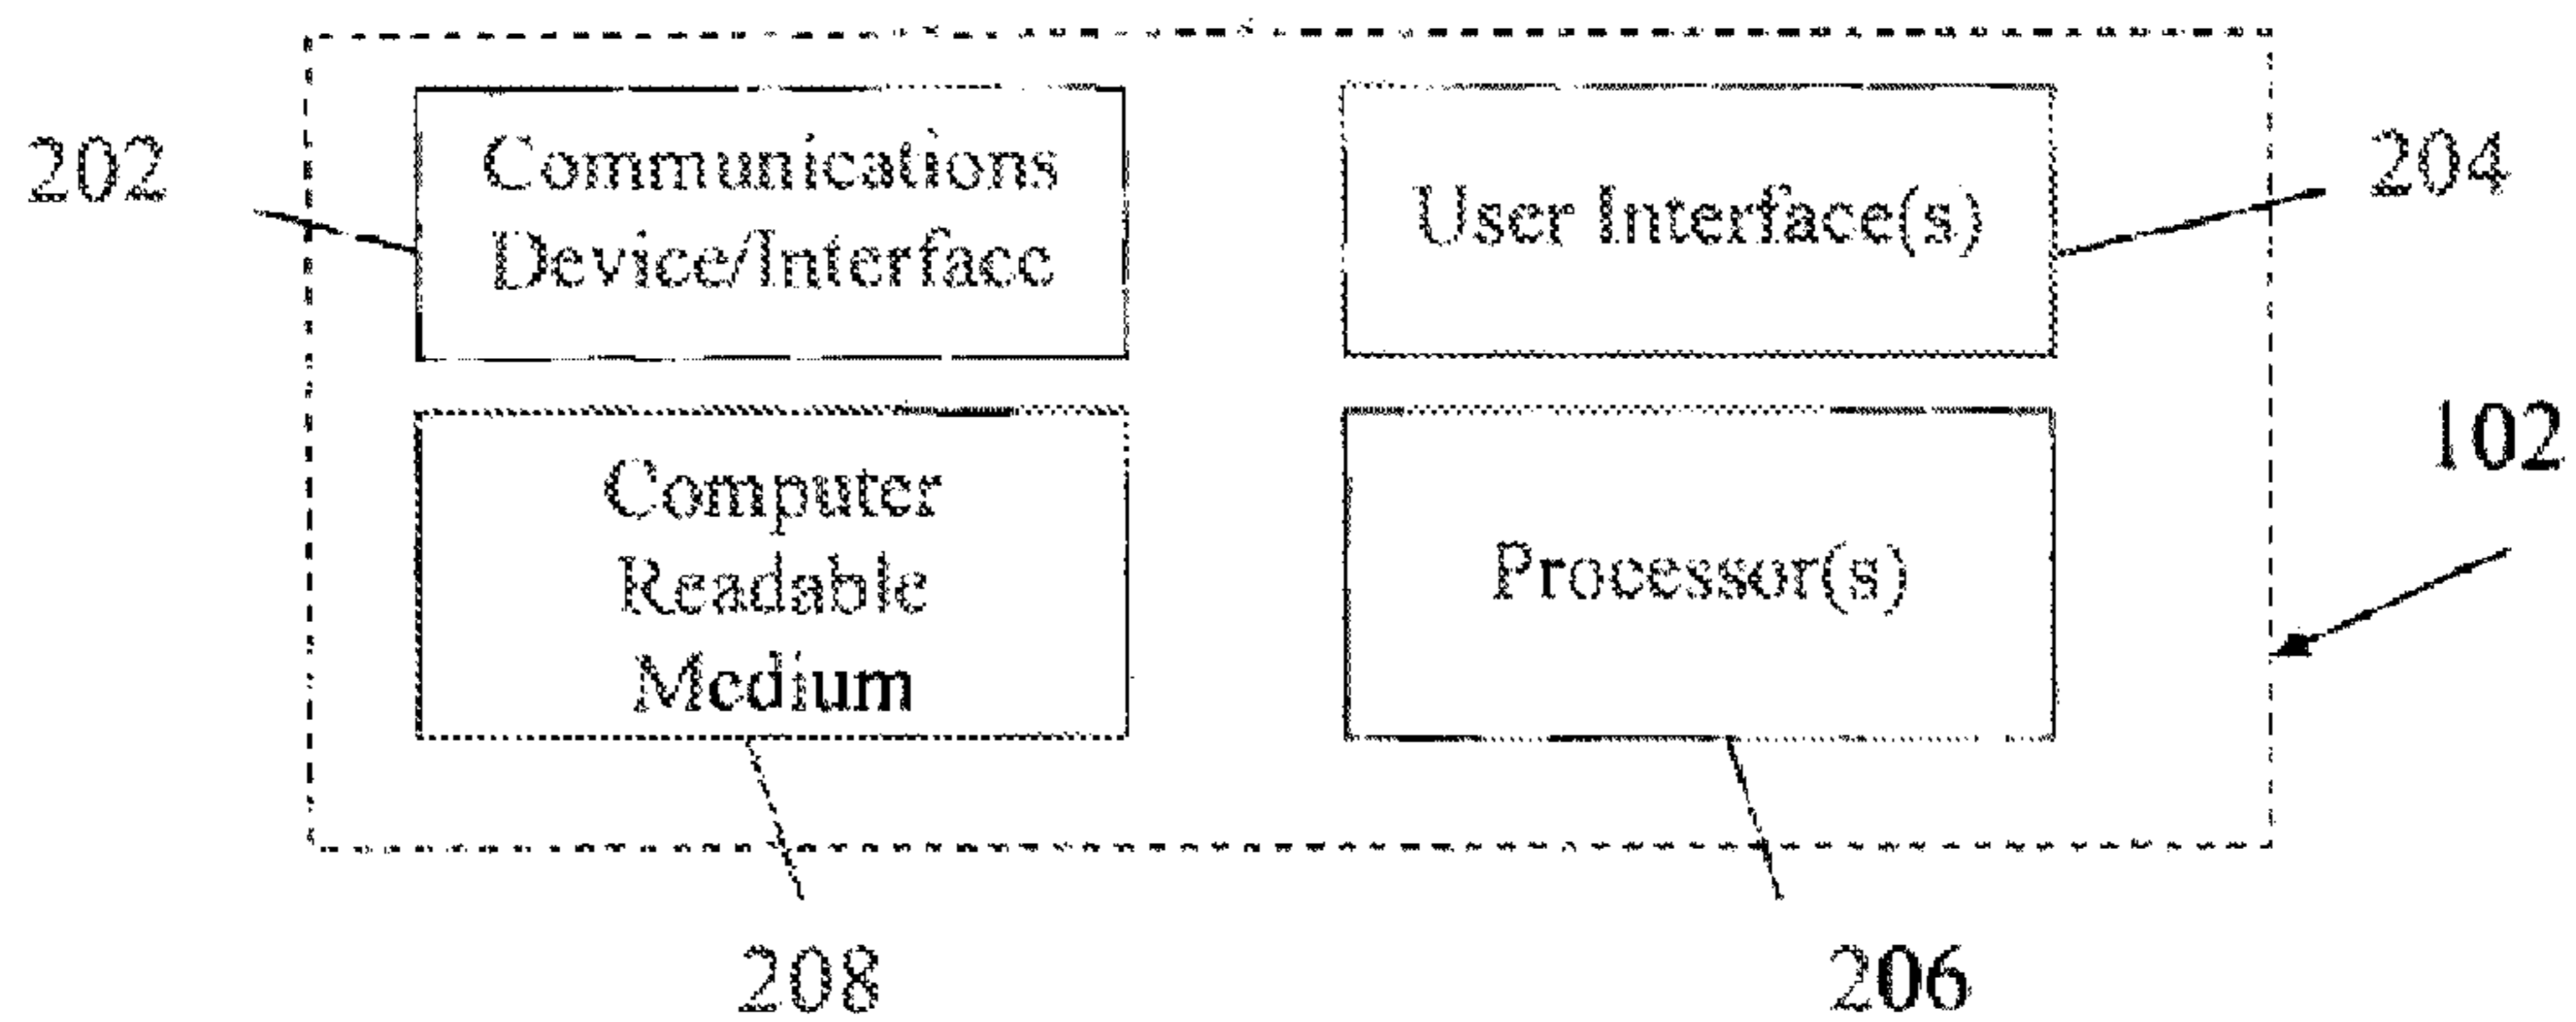 202
Communications
Device/Interface
User Interface(s)
204
102
Computer
Readable
Medium
Processor(s)
208
206